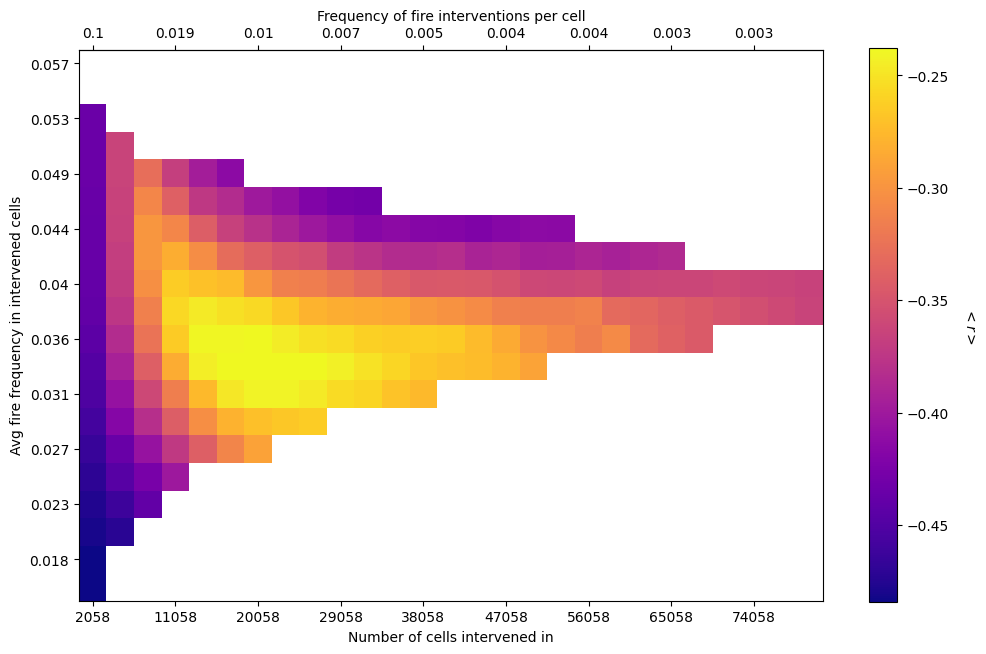 Frequency of fire interventions per cell
0.1 0.019 0.01 0.007 0.005 0.004 0.004 0.003 0.003
Avg fire frequency in intervened cells
0.057
0.053
0.049
0.044
0.04
0.036
0.031
0.027
0.023
0.018
2058 11058 20058 29058 38058 47058 56058 65058 74058
Number of cells intervened in
−0.25
−0.30
−0.35
−0.40
−0.45
< r >